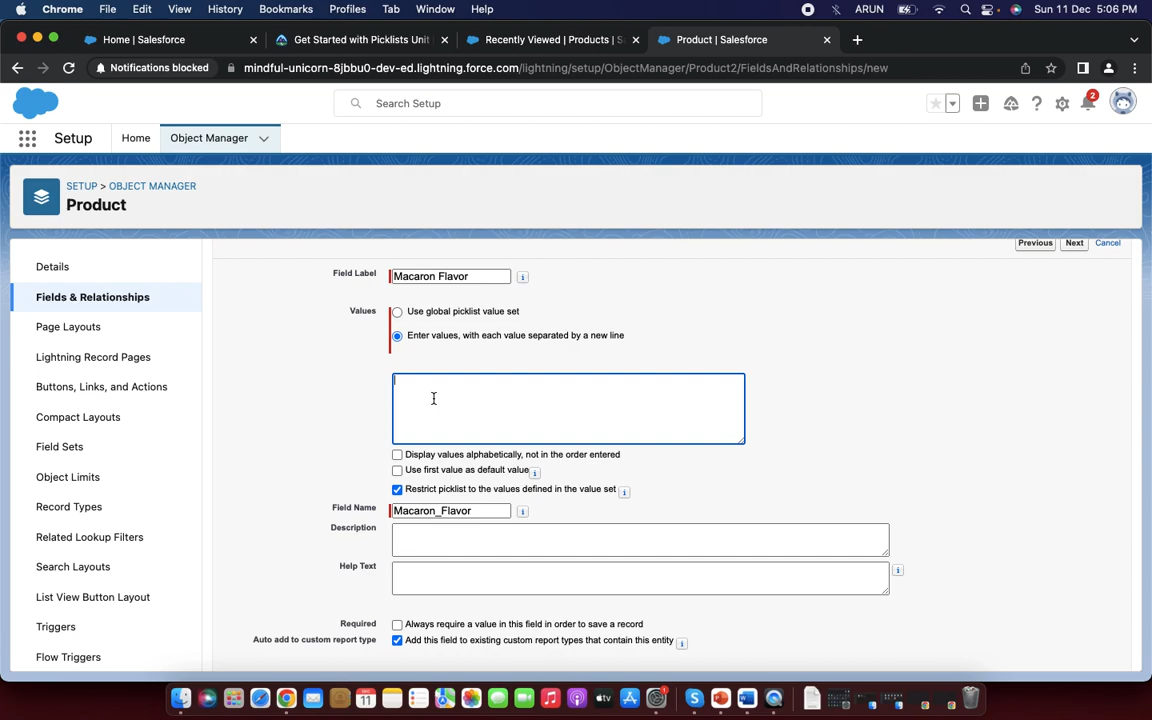 Chrome File Edit View History Bookmarks Profiles Tab Window Help ARUN Sun 11 Dec 5:06 PM
Home | Salesforce Get Started with Picklists Unit Recently Viewed | Products | S Product | Salesforce
Notifications blocked mindful-unicorn-8jbbu0-dev-ed.lightning.force.com/lightning/setup/ObjectManager/Product2/FieldsAndRelationships/new
Search Setup 2
Setup Home Object Manager
SETUP > OBJECT MANAGER
Product
Previous Next Cancel
Details
Fields & Relationships
Page Layouts
Lightning Record Pages
Buttons, Links, and Actions
Compact Layouts
Field Sets
Object Limits
Record Types
Related Lookup Filters
Search Layouts
List View Button Layout
Triggers
Flow Triggers
Field Label Macaron Flavor
Values Use global picklist value set
Enter values, with each value separated by a new line
Display values alphabetically, not in the order entered
Use first value as default value
Restrict picklist to the values defined in the value set
Field Name Macaron_Flavor
Description
Help Text
Required Always require a value in this field in order to save a record
Auto add to custom report type Add this field to existing custom report types that contain this entity